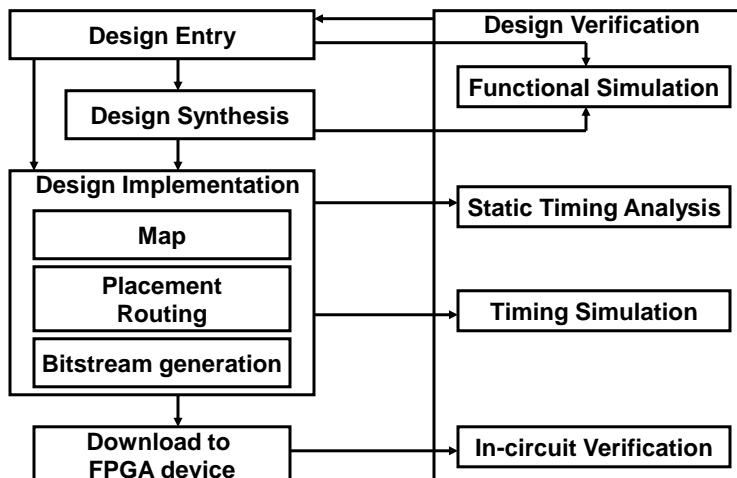 Design Entry
Design Synthesis
Design Implementation
Map
Placement
Routing
Bitstream generation
Download to
FPGA device
Design Verification
Functional Simulation
Static Timing Analysis
Timing Simulation
In-circuit Verification